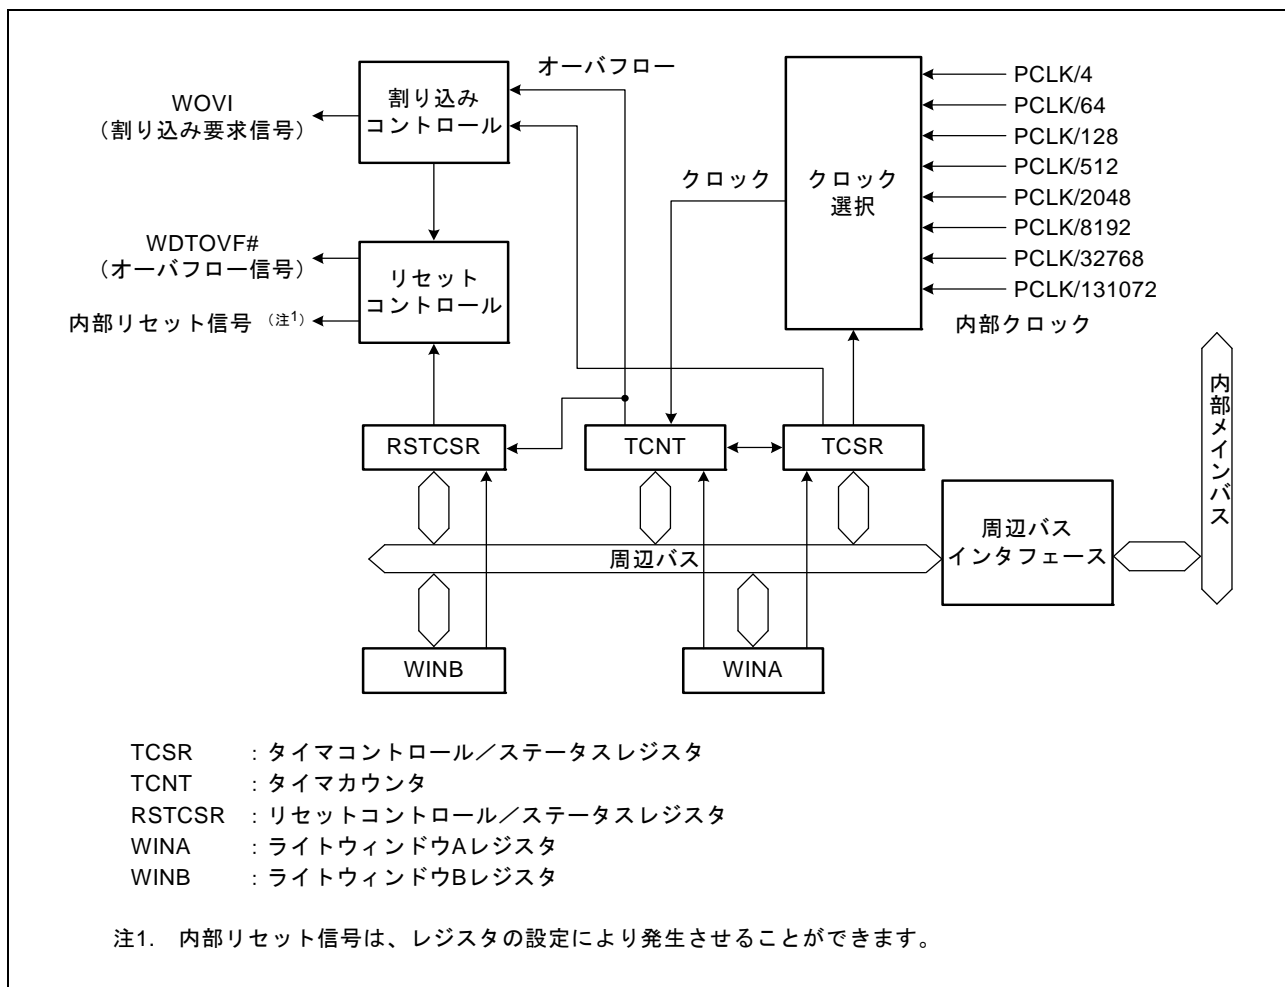 オーバフロー
割り込み
コントロール
WOVI
（割り込み要求信号）
PCLK/4
PCLK/64
PCLK/128
PCLK/512
PCLK/2048
PCLK/8192
PCLK/32768
PCLK/131072
内部クロック
クロック
クロック
選択
WDTOVF#
（オーバフロー信号）
内部リセット信号 （注1）
リセット
コントロール
RSTCSR
TCNT
TCSR
内部メインバス
周辺バス
インタフェース
周辺バス
WINB
WINA
TCSR : タイマコントロール／ステータスレジスタ
TCNT : タイマカウンタ
RSTCSR : リセットコントロール／ステータスレジスタ
WINA : ライトウィンドウAレジスタ
WINB : ライトウィンドウBレジスタ
注1. 内部リセット信号は、レジスタの設定により発生させることができます。